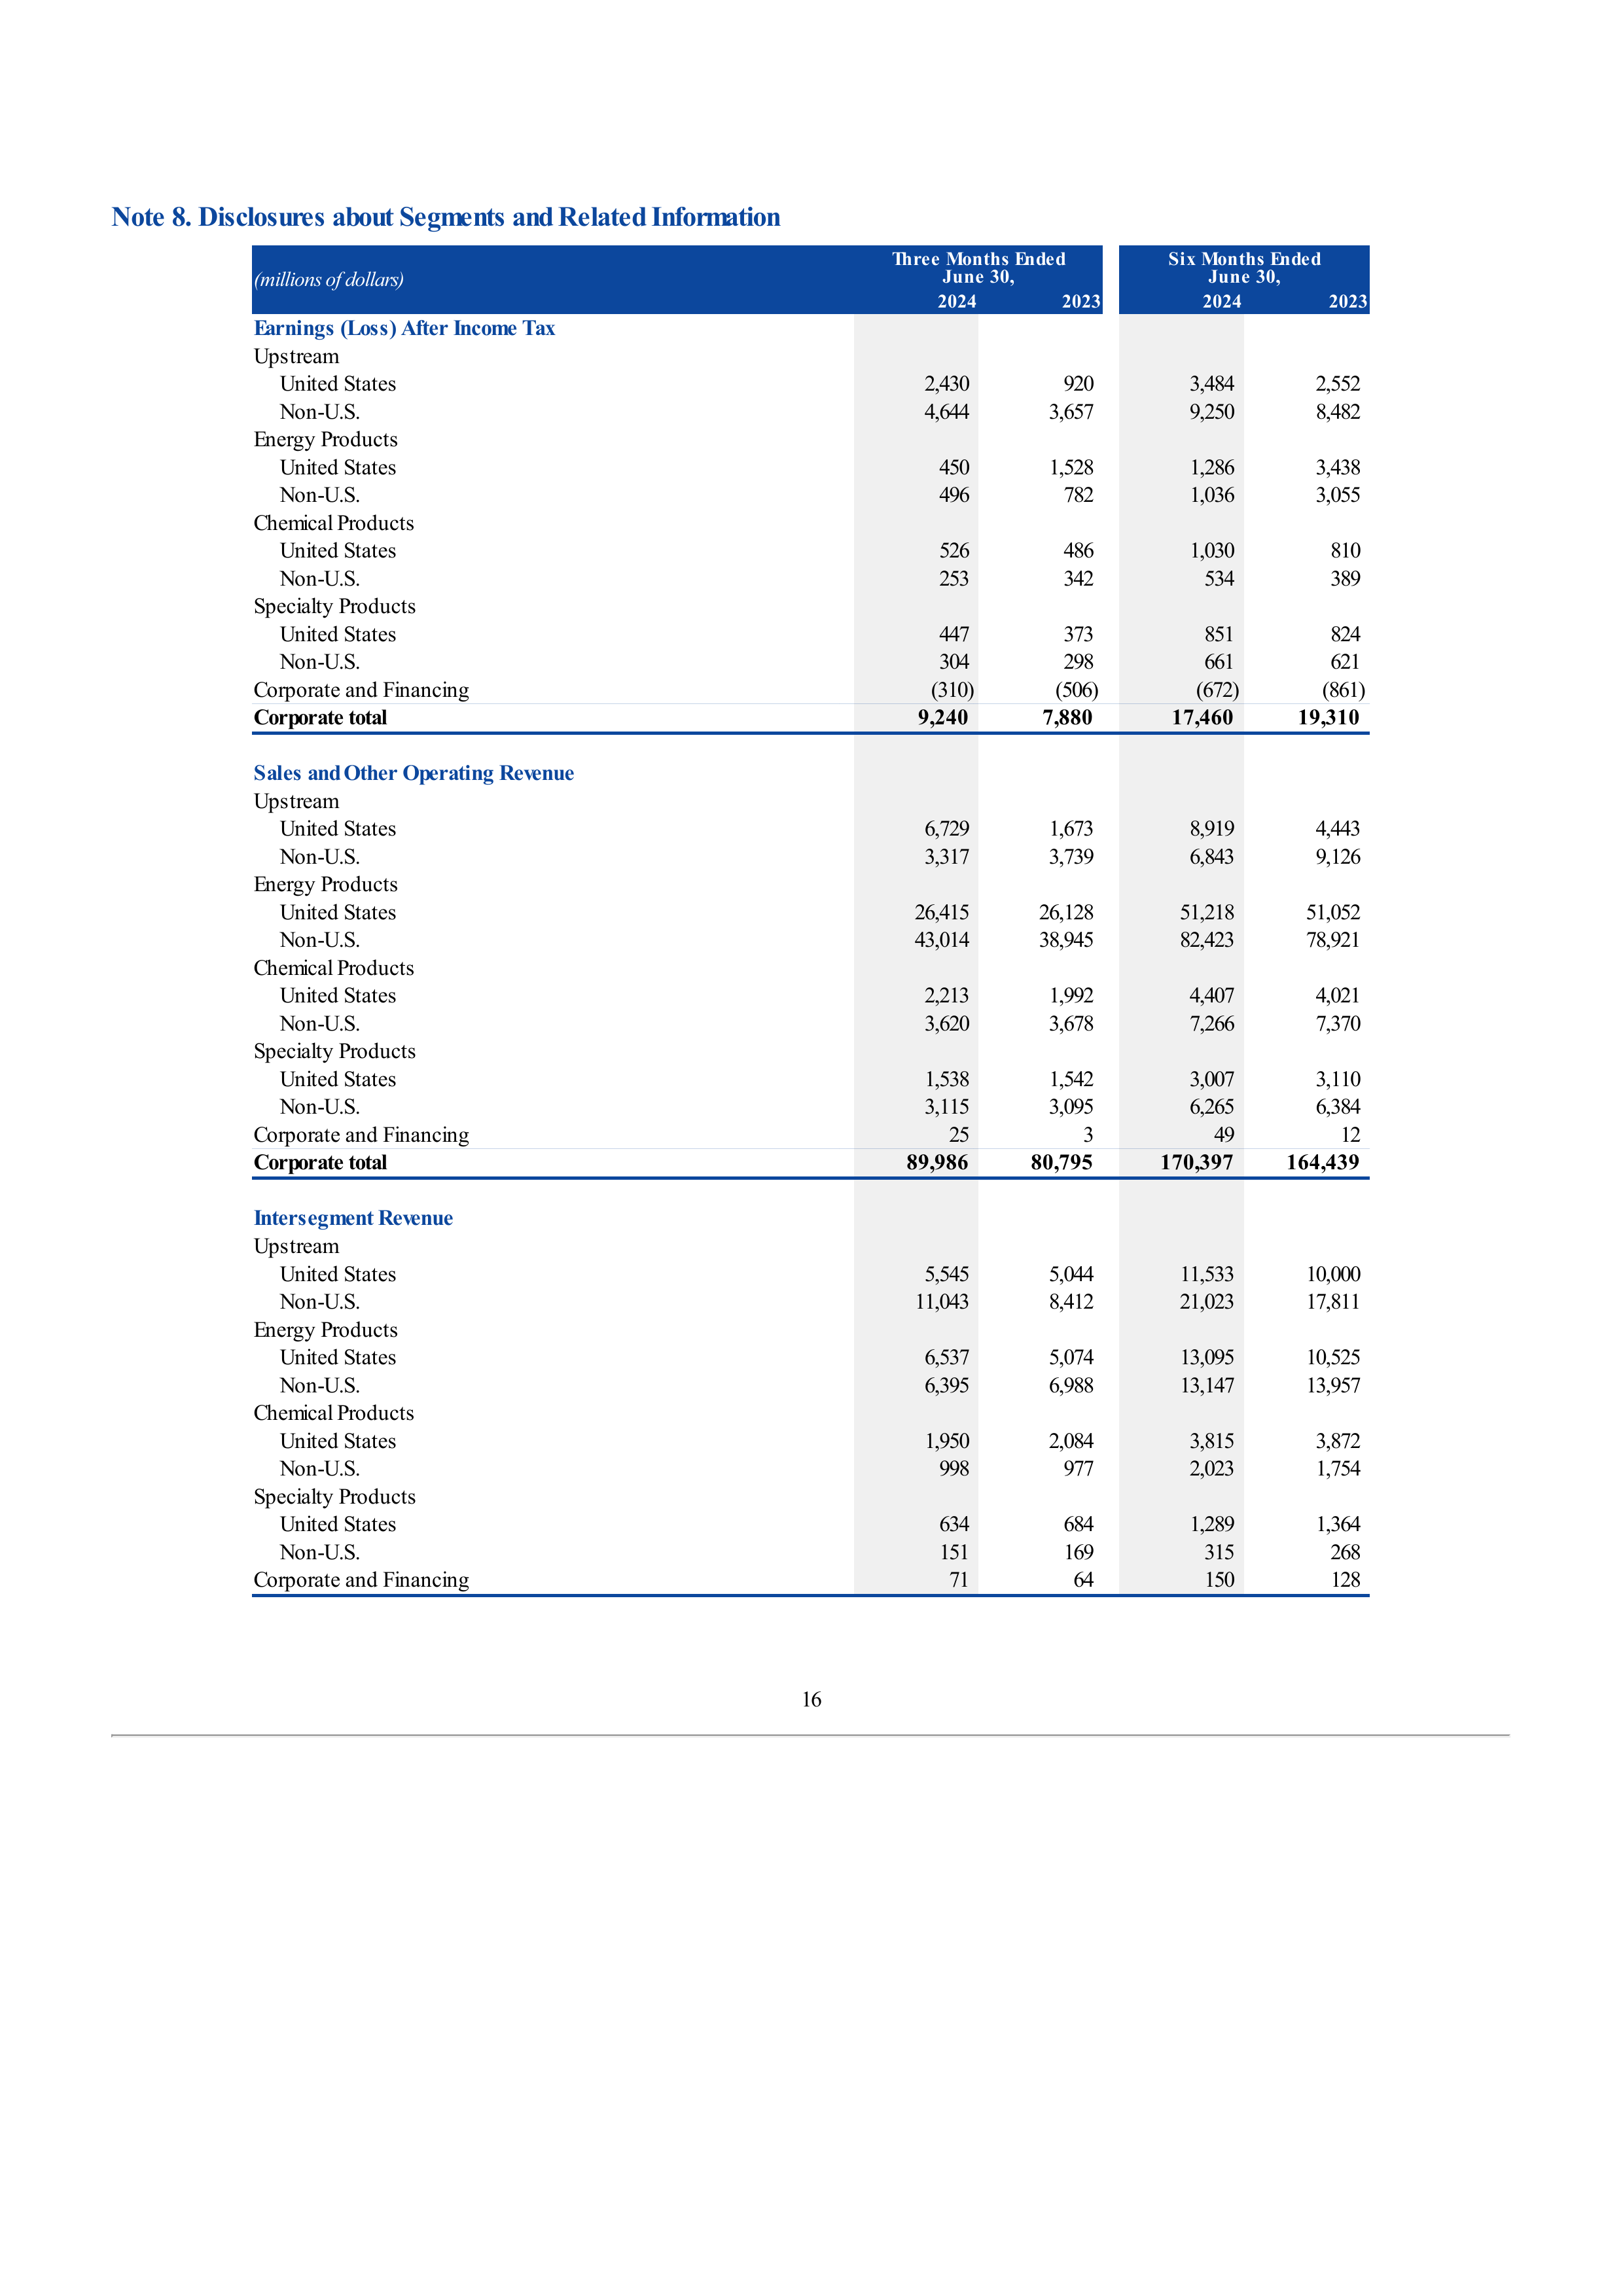 Note 8. Disclosures about Segments and Related Information
(millions of dollars) Three Months Ended June 30, Six Months Ended June 30,
2024 2023 2024 2023
Earnings (Loss) After Income Tax
Upstream
United States 2,430 920 3,484 2,552
Non-U.S. 4,644 3,657 9,250 8,482
Energy Products
United States 450 1,528 1,286 3,438
Non-U.S. 496 782 1,036 3,055
Chemical Products
United States 526 486 1,030 810
Non-U.S. 253 342 534 389
Specialty Products
United States 447 373 851 824
Non-U.S. 304 298 661 621
Corporate and Financing (310) (506) (672) (861)
Corporate total 9,240 7,880 17,460 19,310
Sales and Other Operating Revenue
Upstream
United States 6,729 1,673 8,919 4,443
Non-U.S. 3,317 3,739 6,843 9,126
Energy Products
United States 26,415 26,128 51,218 51,052
Non-U.S. 43,014 38,945 82,423 78,921
Chemical Products
United States 2,213 1,992 4,407 4,021
Non-U.S. 3,620 3,678 7,266 7,370
Specialty Products
United States 1,538 1,542 3,007 3,110
Non-U.S. 3,115 3,095 6,265 6,384
Corporate and Financing 25 3 49 12
Corporate total 89,986 80,795 170,397 164,439
Intersegment Revenue
Upstream
United States 5,545 5,044 11,533 10,000
Non-U.S. 11,043 8,412 21,023 17,811
Energy Products
United States 6,537 5,074 13,095 10,525
Non-U.S. 6,395 6,988 13,147 13,957
Chemical Products
United States 1,950 2,084 3,815 3,872
Non-U.S. 998 977 2,023 1,754
Specialty Products
United States 634 684 1,289 1,364
Non-U.S. 151 169 315 268
Corporate and Financing 71 64 150 128
16